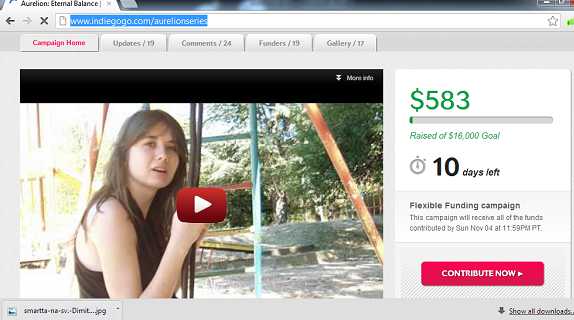 Aurelion: Eternal Balance |
www.indiegogo.com/aurelionseries
Campaign Home
Updates / 19
Comments / 24
Funders / 19
Gallery / 17
More info
$583
Raised of $16,000 Goal
10 days left
Flexible Funding campaign
This campaign will receive all of the funds
contributed by Sun Nov 04 at 11:59PM PT.
CONTRIBUTE NOW ▸
smartta-na-sv.-Dimit....jpg
Show all downloads...